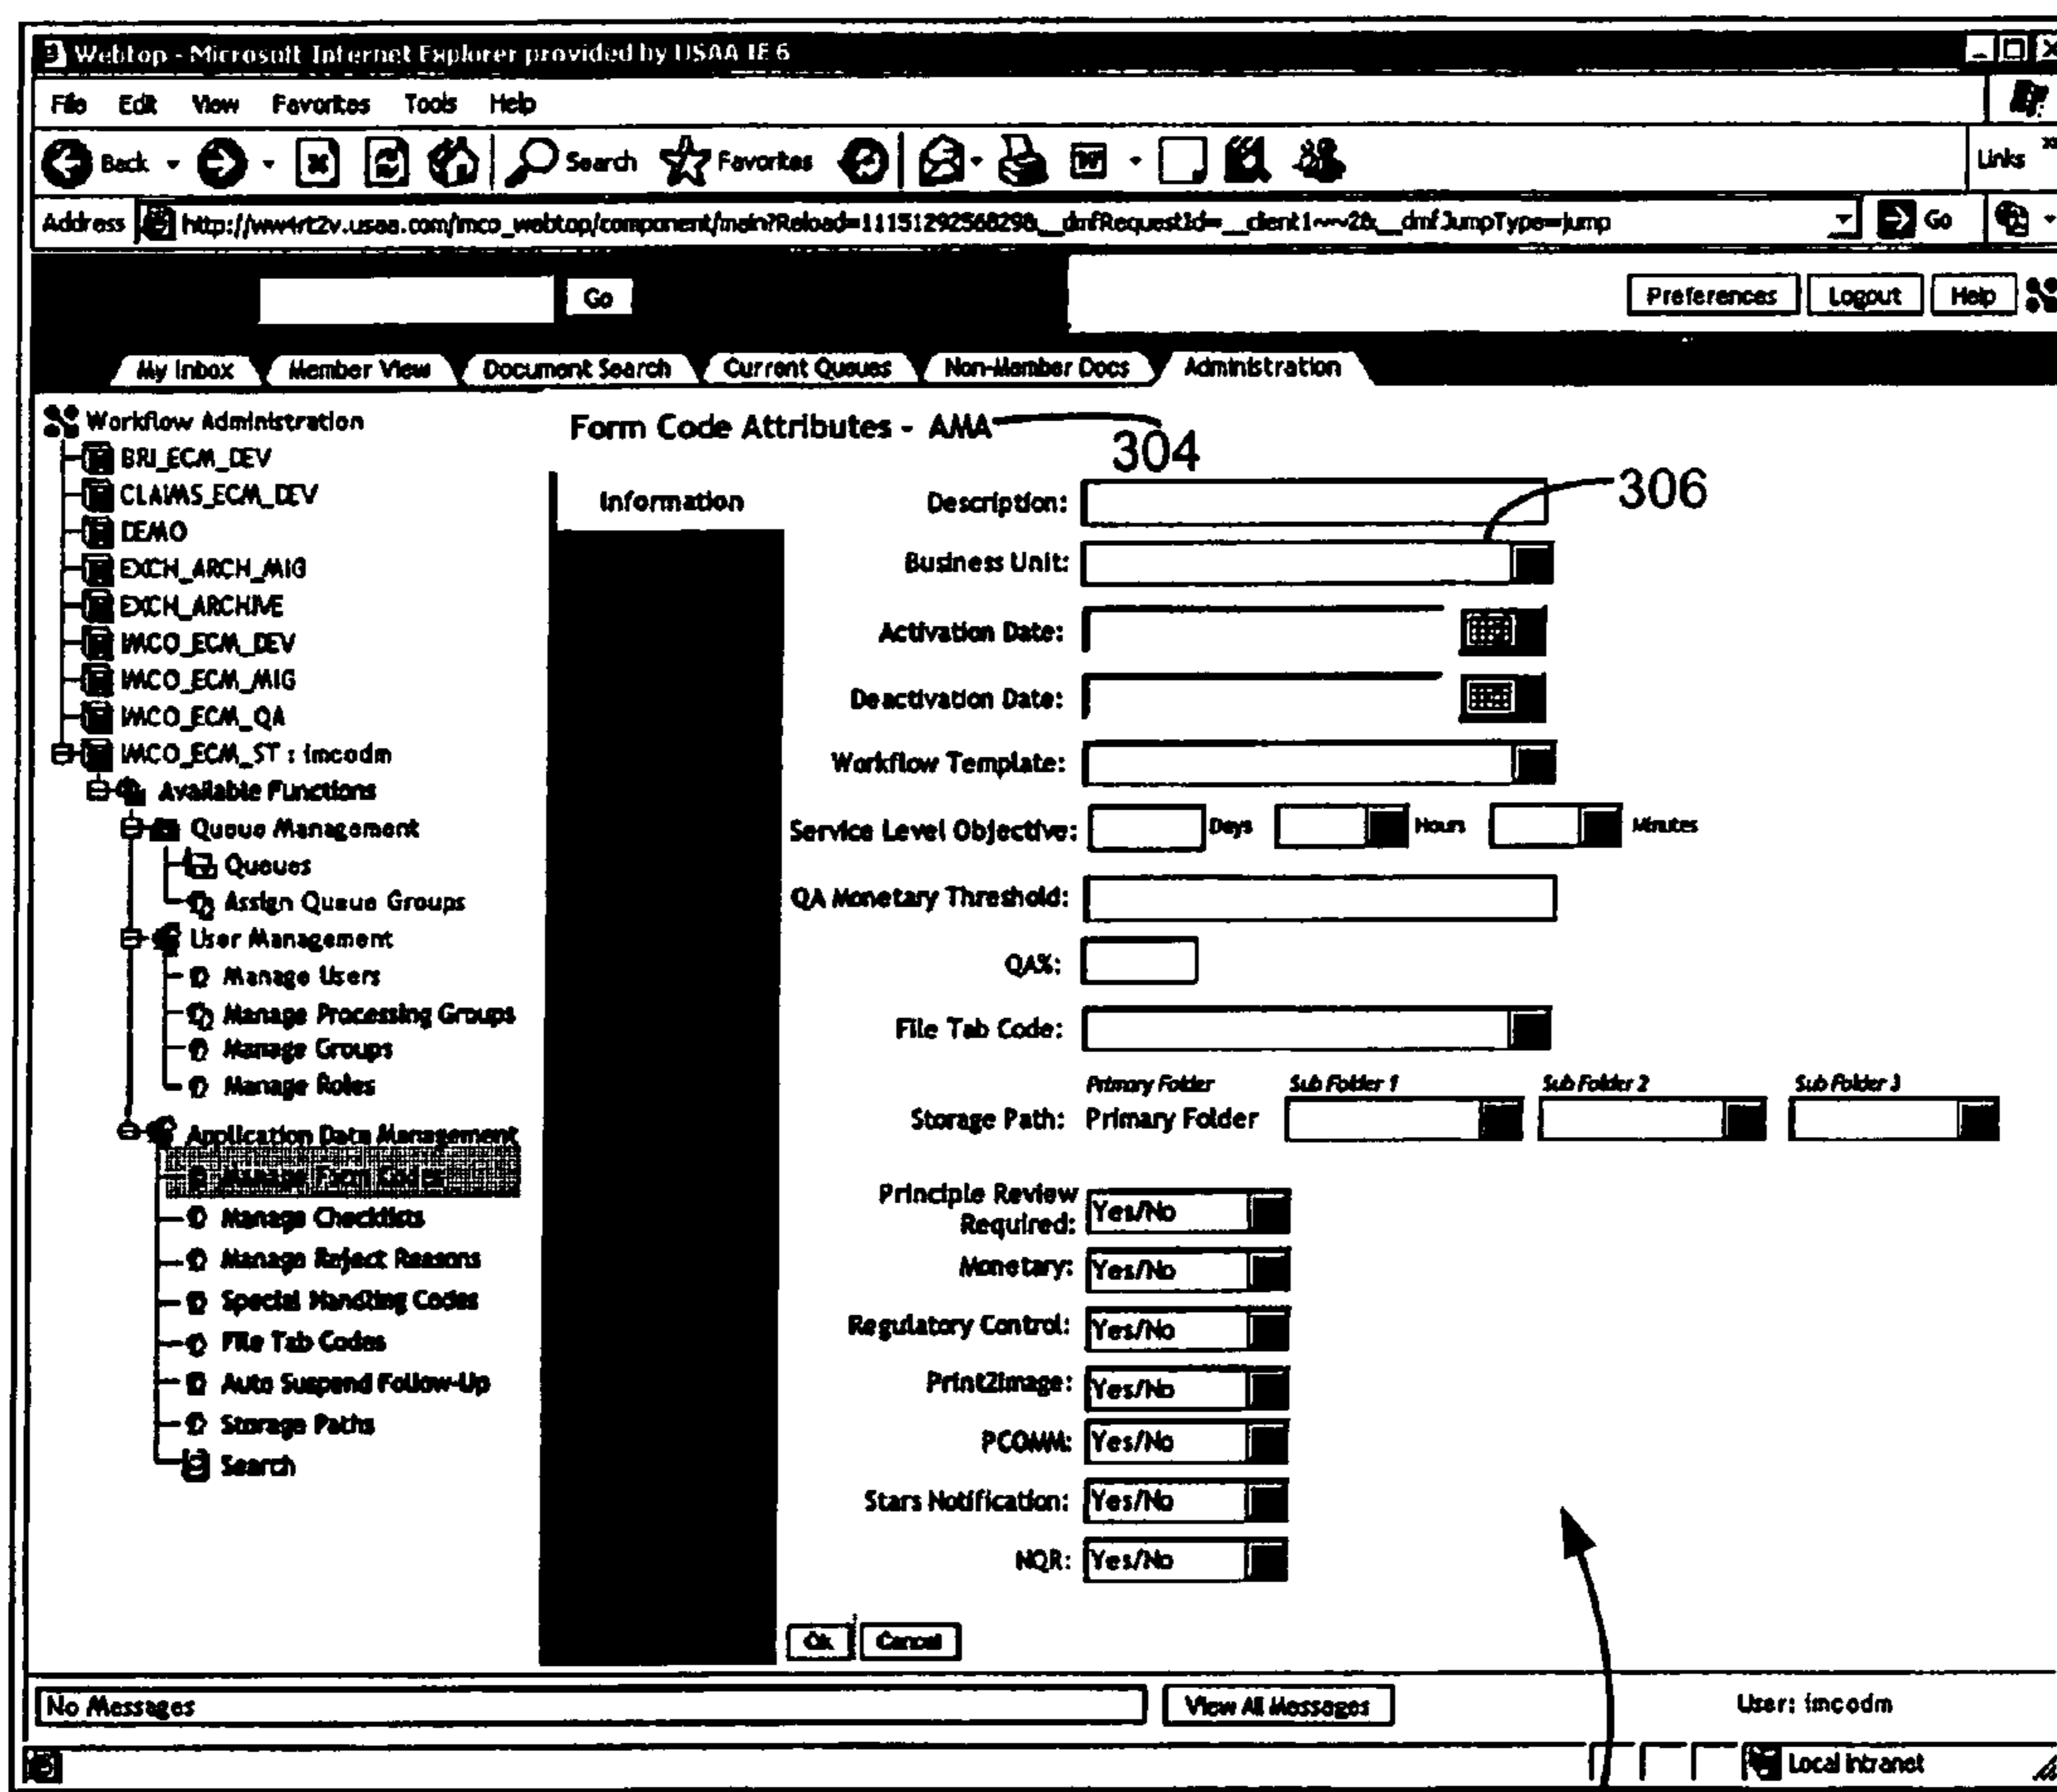 Webtop - Microsoft Internet Explorer provided by USAA IE 6
File Edit View Favorites Tools Help
Back Search Favorites Links
Address http://ww4rt2v.usaa.com/imco_webtop/component/main?Reload=1115129256829&__dmfRequestId=__client1~~2&__dmfJumpType=jump Go
Go Preferences Logout Help
My Inbox Member View Document Search Current Queues Non-Member Docs Administration
Workflow Administration
BRI_ECM_DEV
CLAIMS_ECM_DEV
DEMO
EXCH_ARCH_MIG
EXCH_ARCHIVE
IMCO_ECM_DEV
IMCO_ECM_MIG
IMCO_ECM_QA
IMCO_ECM_ST : imcodm
Available Functions
Queue Management
Queues
Assign Queue Groups
User Management
Manage Users
Manage Processing Groups
Manage Groups
Manage Roles
Application Data Management
Manage Form Codes
Manage Checklists
Manage Reject Reasons
Special Handling Codes
File Tab Codes
Auto Suspend Follow-Up
Storage Paths
Search
Form Code Attributes - AMA
304
Information
Description:
306
Business Unit:
Activation Date:
Deactivation Date:
Workflow Template:
Service Level Objective: Days Hours Minutes
QA Monetary Threshold:
QA%:
File Tab Code:
Primary Folder Sub Folder 1 Sub Folder 2 Sub Folder 3
Storage Path: Primary Folder
Principle Review Required: Yes/No
Monetary: Yes/No
Regulatory Control: Yes/No
Print2Image: Yes/No
PCOMM: Yes/No
Stars Notification: Yes/No
NQR: Yes/No
Ok Cancel
No Messages View All Messages User: imcodm
Local intranet